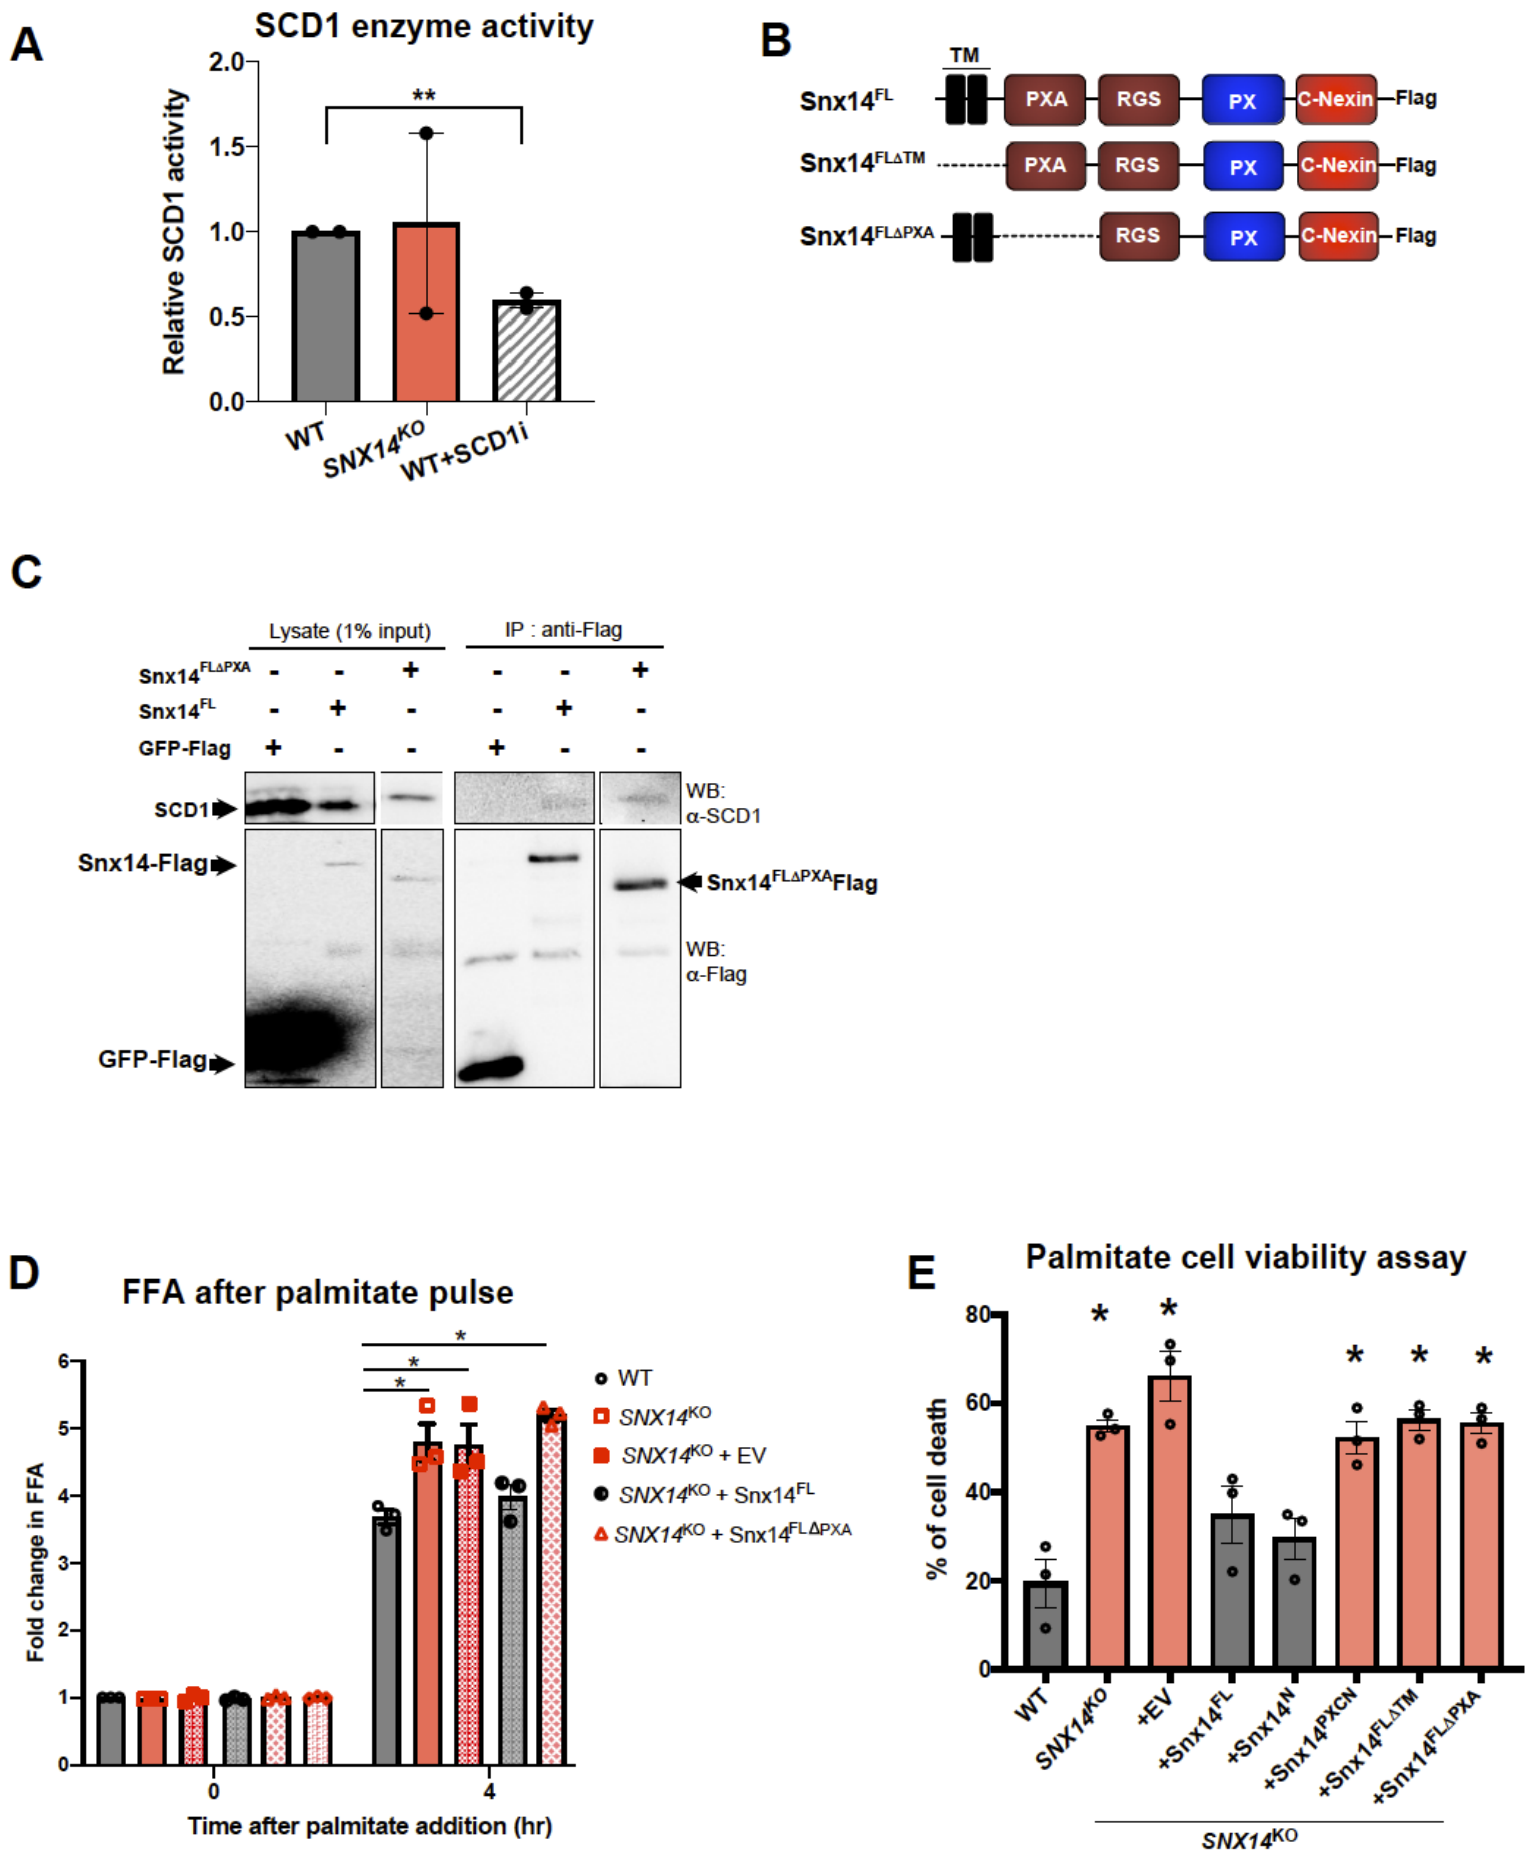 A
SCD1 enzyme activity
Relative SCD1 activity
2.0
1.5
1.0
0.5
0.0
**
WT
SNX14KO
WT+SCD1i
B
TM
Snx14FL PXA RGS PX C-Nexin Flag
Snx14FLΔTM PXA RGS PX C-Nexin Flag
Snx14FLΔPXA RGS PX C-Nexin Flag
C
Lysate (1% input) IP : anti-Flag
Snx14FLΔPXA - - + - - +
Snx14FL - + - - + -
GFP-Flag + - - + - -
SCD1
WB:
α-SCD1
Snx14-Flag
Snx14FLΔPXAFlag
WB:
α-Flag
GFP-Flag
D
FFA after palmitate pulse
Fold change in FFA
6
5
4
3
2
1
0
*
*
*
0 4
Time after palmitate addition (hr)
WT
SNX14KO
SNX14KO + EV
SNX14KO + Snx14FL
SNX14KO + Snx14FLΔPXA
E
Palmitate cell viability assay
% of cell death
80
60
40
20
0
* * * * *
WT
SNX14KO
+EV
+Snx14FL
+Snx14N
+Snx14PXCN
+Snx14FLΔTM
+Snx14FLΔPXA
SNX14KO